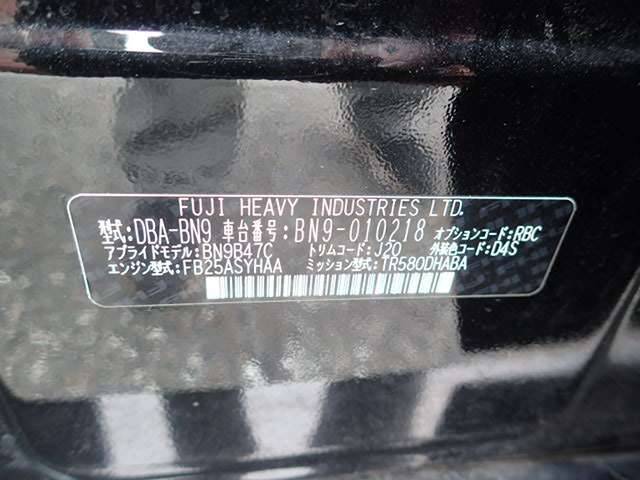 FUJI HEAVY INDUSTRIES LTD.
型式:DBA-BN9 車台番号:BN9-010218 オプションコード:RBC
アプライドモデル:BN9B47C トリムコード:J20 外装色コード:D4S
エンジン型式:FB25ASYHAA ミッション型式:TR580DHABA